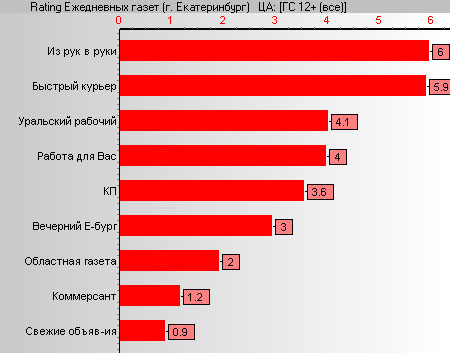 Rating Ежедневных газет (г. Екатеринбург) ЦА: [ГС 12+ (все)]
0 1 2 3 4 5 6
Из рук в руки 6
Быстрый курьер 5.9
Уральский рабочий 4.1
Работа для Вас 4
КП 3.6
Вечерний Е-бург 3
Областная газета 2
Коммерсант 1.2
Свежие объяв-ия 0.9